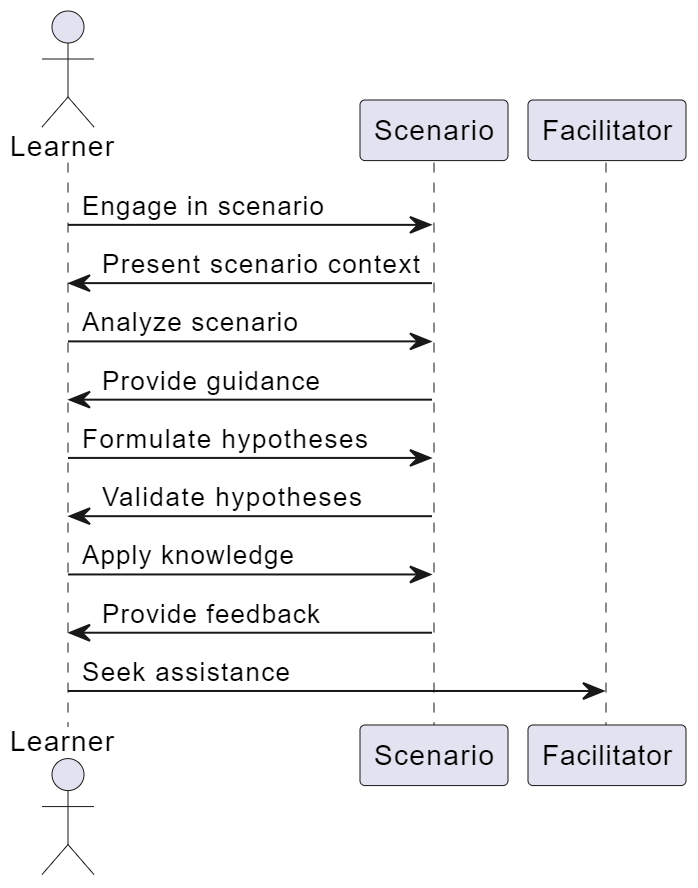 Learner
Scenario
Facilitator
Engage in scenario
Present scenario context
Analyze scenario
Provide guidance
Formulate hypotheses
Validate hypotheses
Apply knowledge
Provide feedback
Seek assistance
Learner
Scenario
Facilitator